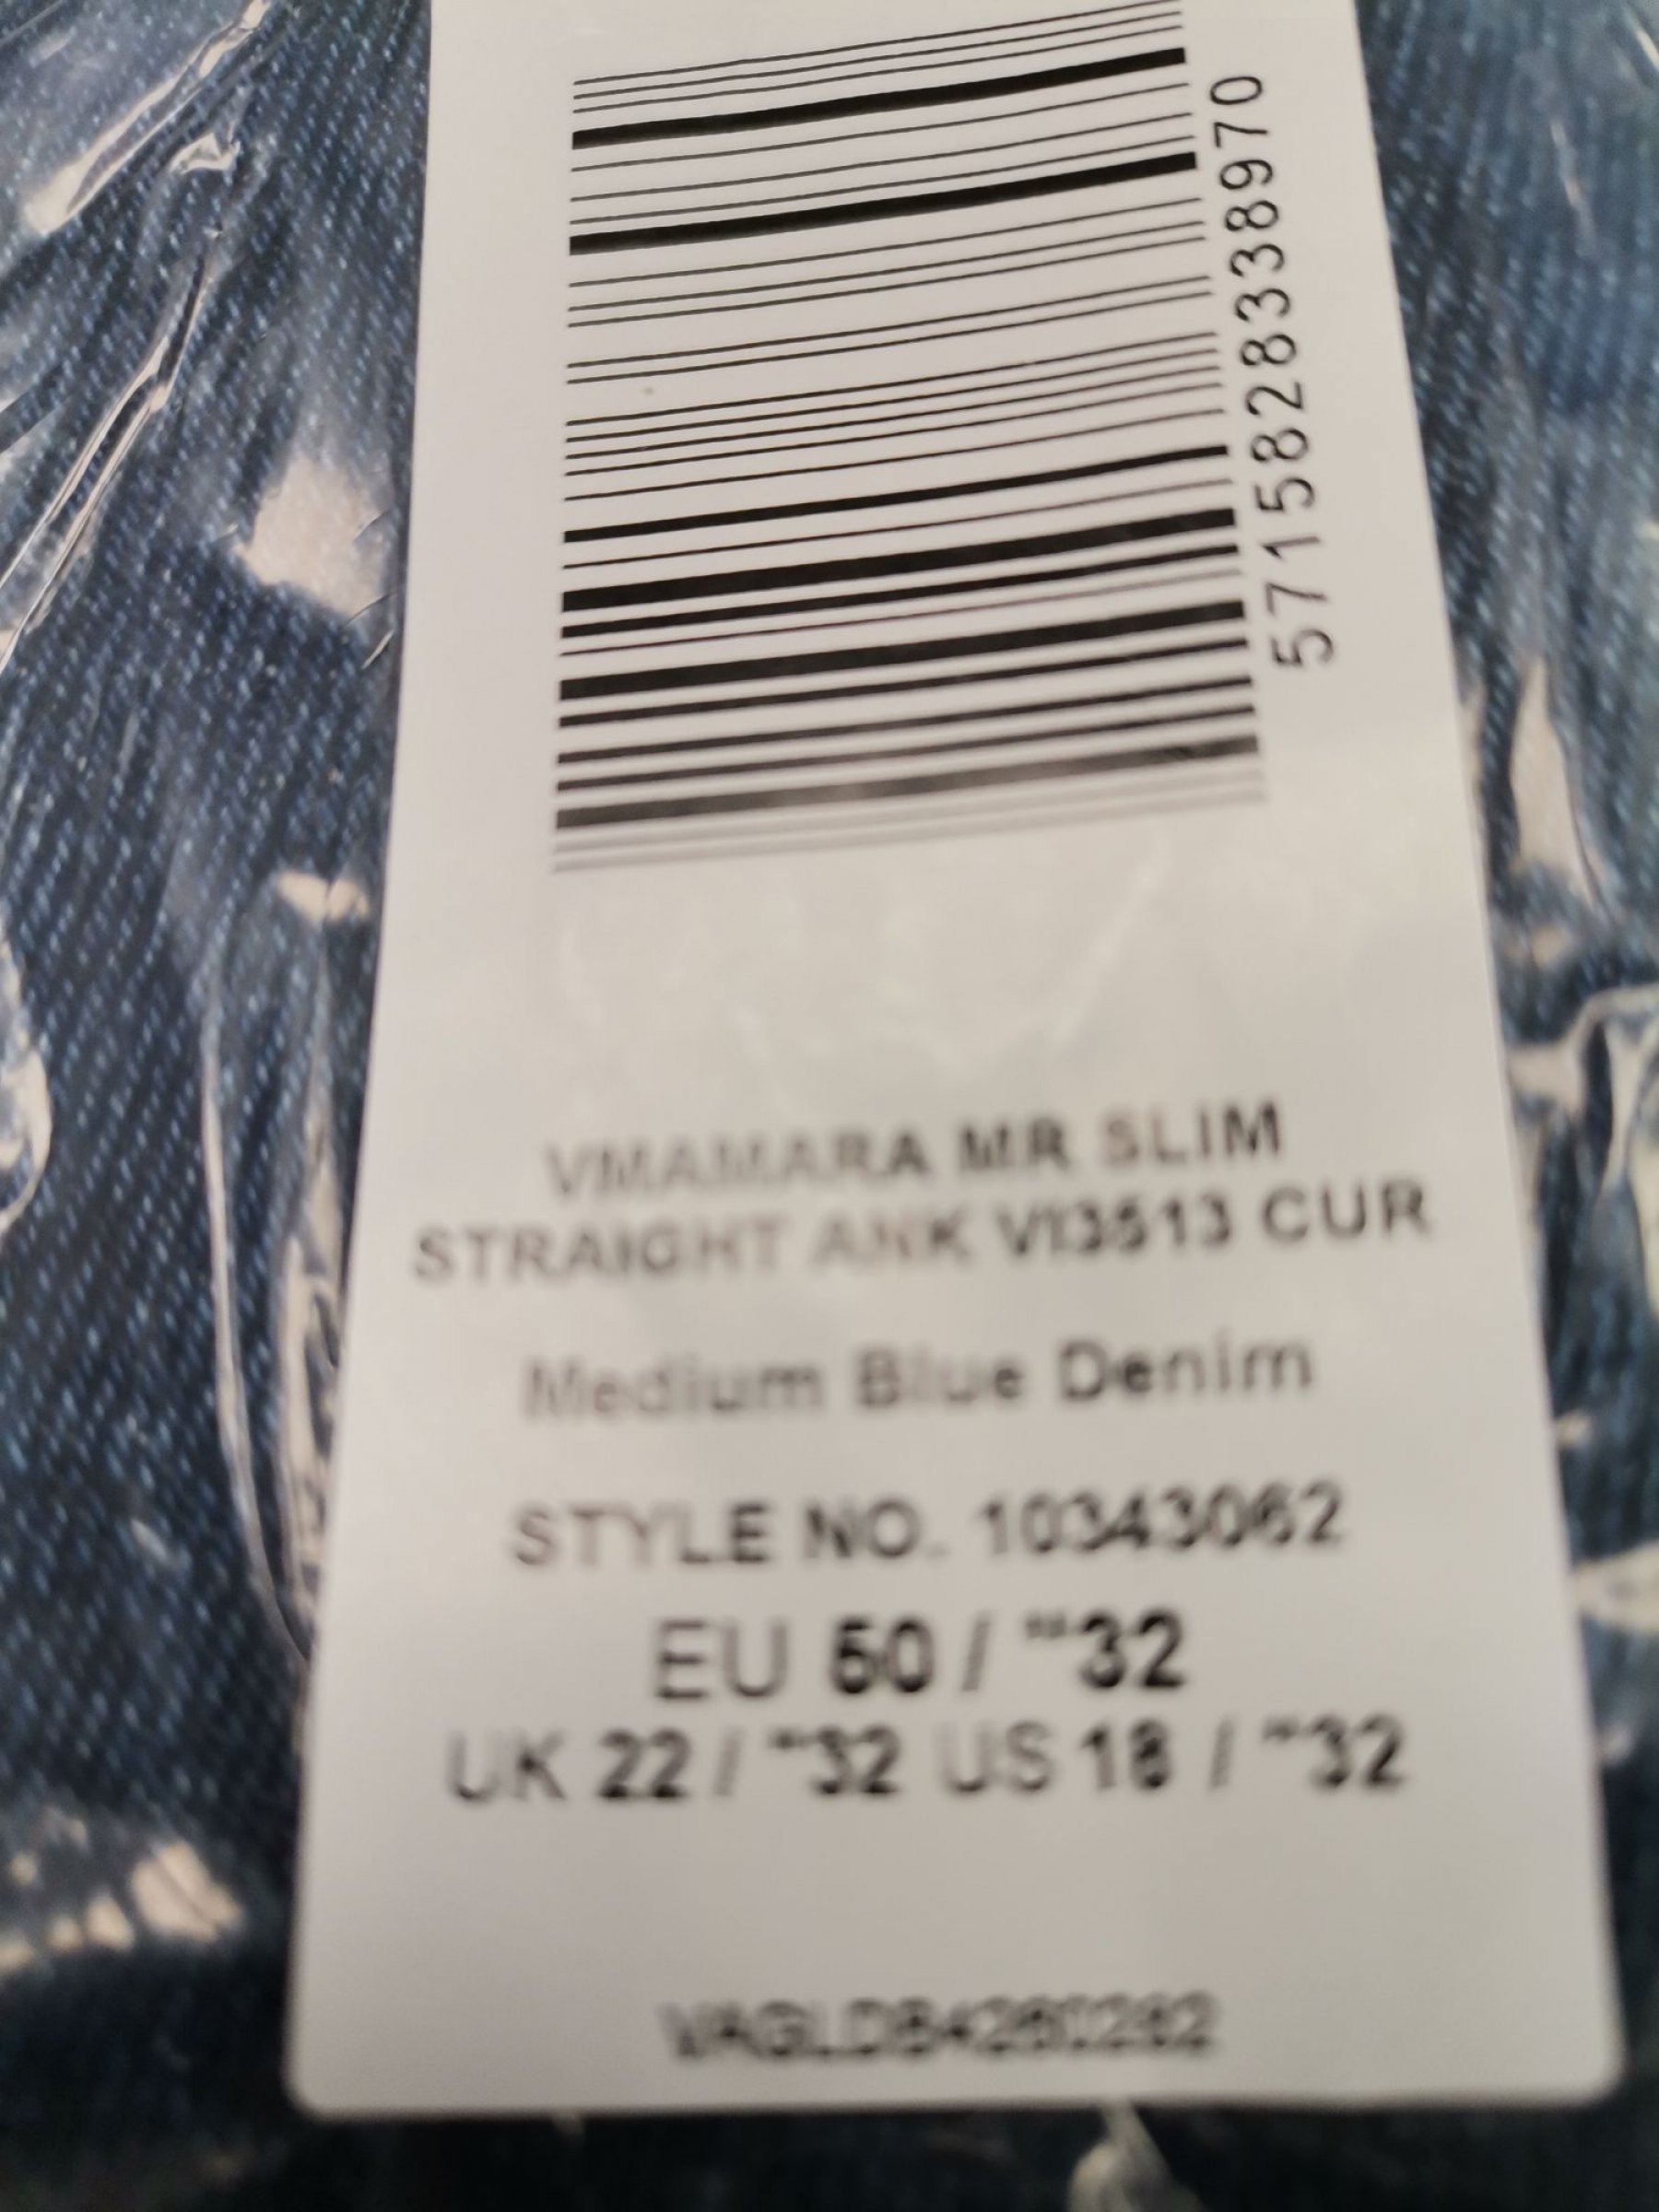 5715828338970
VMAMARA MR SLIM
STRAIGHT ANK VI3513 CUR
Medium Blue Denim
STYLE NO. 10343062
EU 50 / "32
UK 22 / "32 US 18 / "32